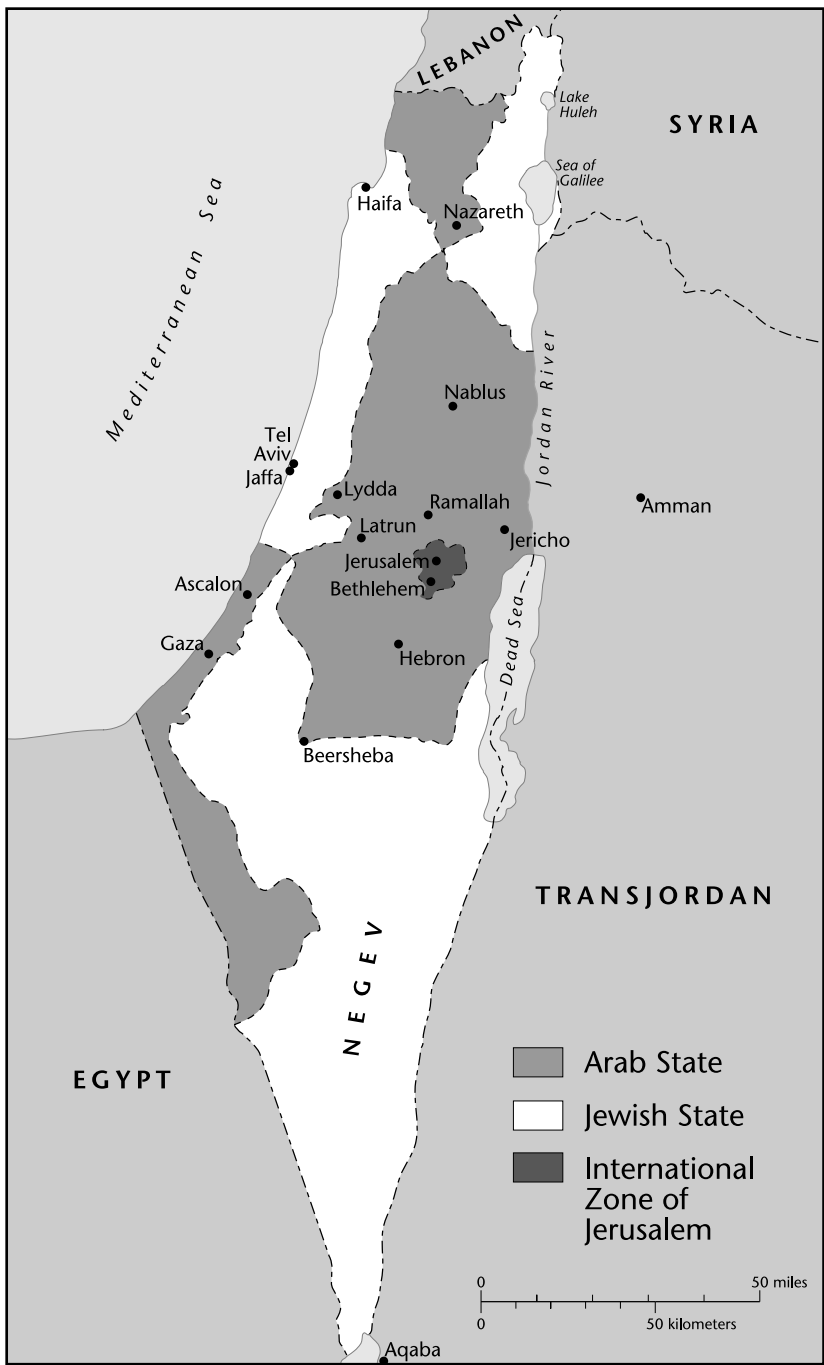 LEBANON
Lake
Huleh
SYRIA
Sea of
Galilee
Mediterranean Sea
Haifa
Nazareth
Jordan River
Nablus
Tel
Aviv
Jaffa
Lydda
Ramallah
Amman
Latrun
Jericho
Jerusalem
Bethlehem
Ascalon
Gaza
Hebron
Dead Sea
Beersheba
TRANSJORDAN
NEGEV
EGYPT
Arab State
Jewish State
International
Zone of
Jerusalem
0 50 miles
0 50 kilometers
Aqaba